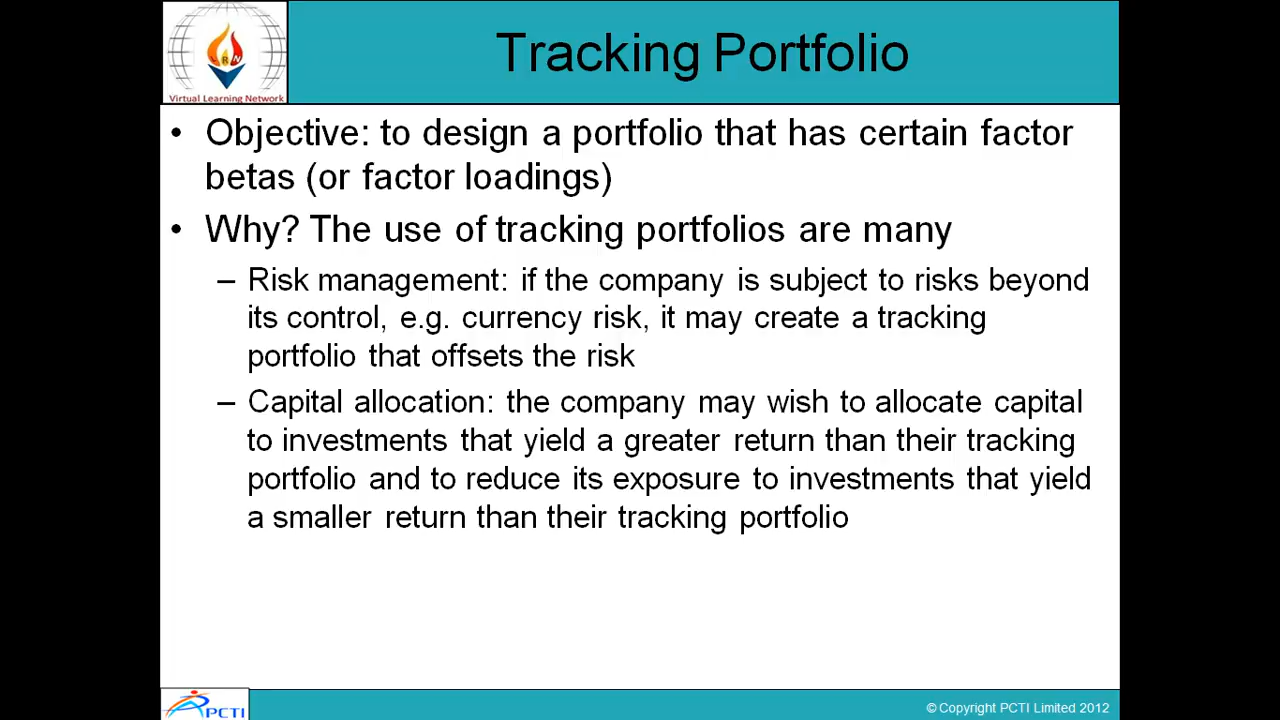 Tracking Portfolio
VRN
Virtual Learning Network
• Objective: to design a portfolio that has certain factor
betas (or factor loadings)
• Why? The use of tracking portfolios are many
– Risk management: if the company is subject to risks beyond
its control, e.g. currency risk, it may create a tracking
portfolio that offsets the risk
– Capital allocation: the company may wish to allocate capital
to investments that yield a greater return than their tracking
portfolio and to reduce its exposure to investments that yield
a smaller return than their tracking portfolio
PCTI
© Copyright PCTI Limited 2012